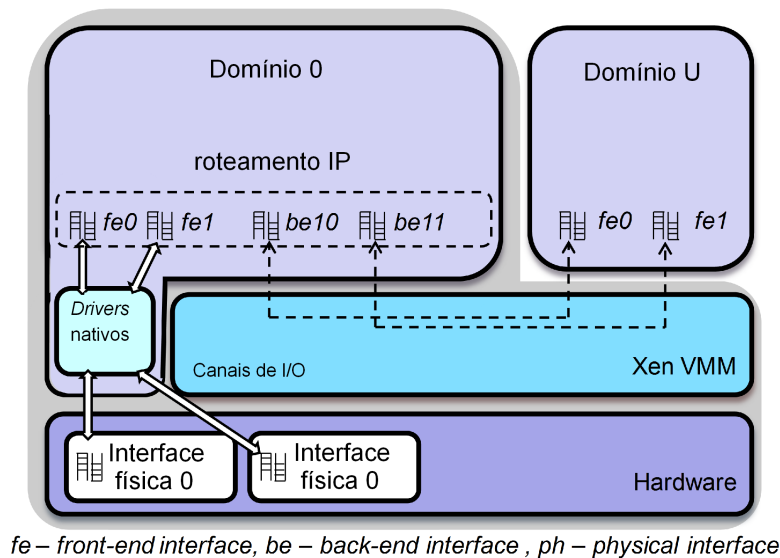 Domínio 0
Domínio U
roteamento IP
fe0 fe1 be10 be11
fe0 fe1
Drivers
nativos
Canais de I/O
Xen VMM
Interface
física 0
Interface
física 0
Hardware
fe – front-end interface, be – back-end interface , ph – physical interface